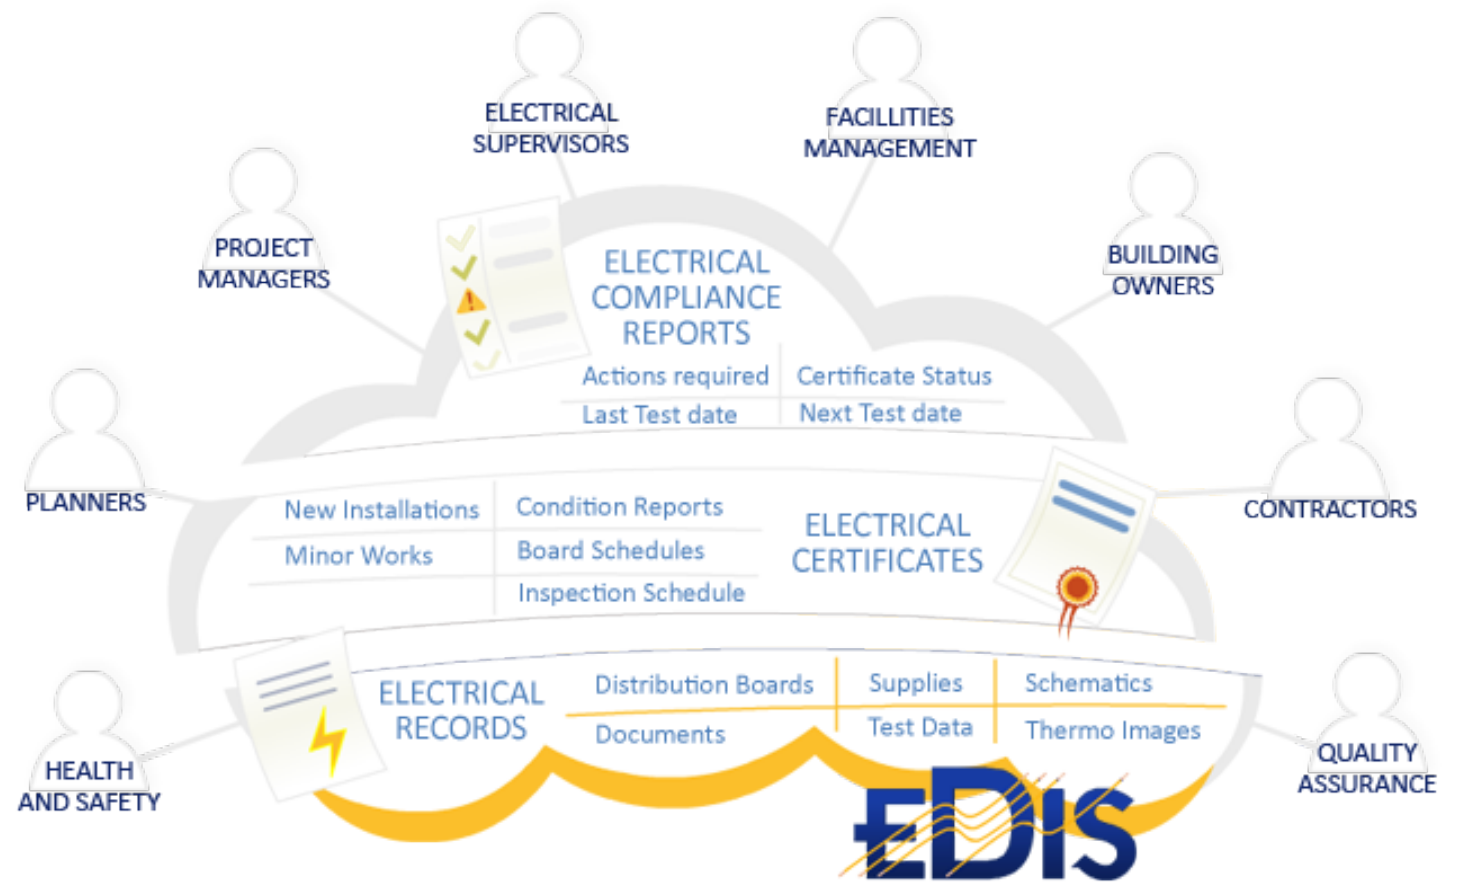 ELECTRICAL
SUPERVISORS
FACILLITIES
MANAGEMENT
PROJECT
MANAGERS
BUILDING
OWNERS
ELECTRICAL
COMPLIANCE
REPORTS
Actions required
Certificate Status
Last Test date
Next Test date
PLANNERS
CONTRACTORS
New Installations
Condition Reports
Minor Works
Board Schedules
Inspection Schedule
ELECTRICAL
CERTIFICATES
ELECTRICAL
RECORDS
Distribution Boards
Supplies
Schematics
Documents
Test Data
Thermo Images
HEALTH
AND SAFETY
QUALITY
ASSURANCE
EDIS